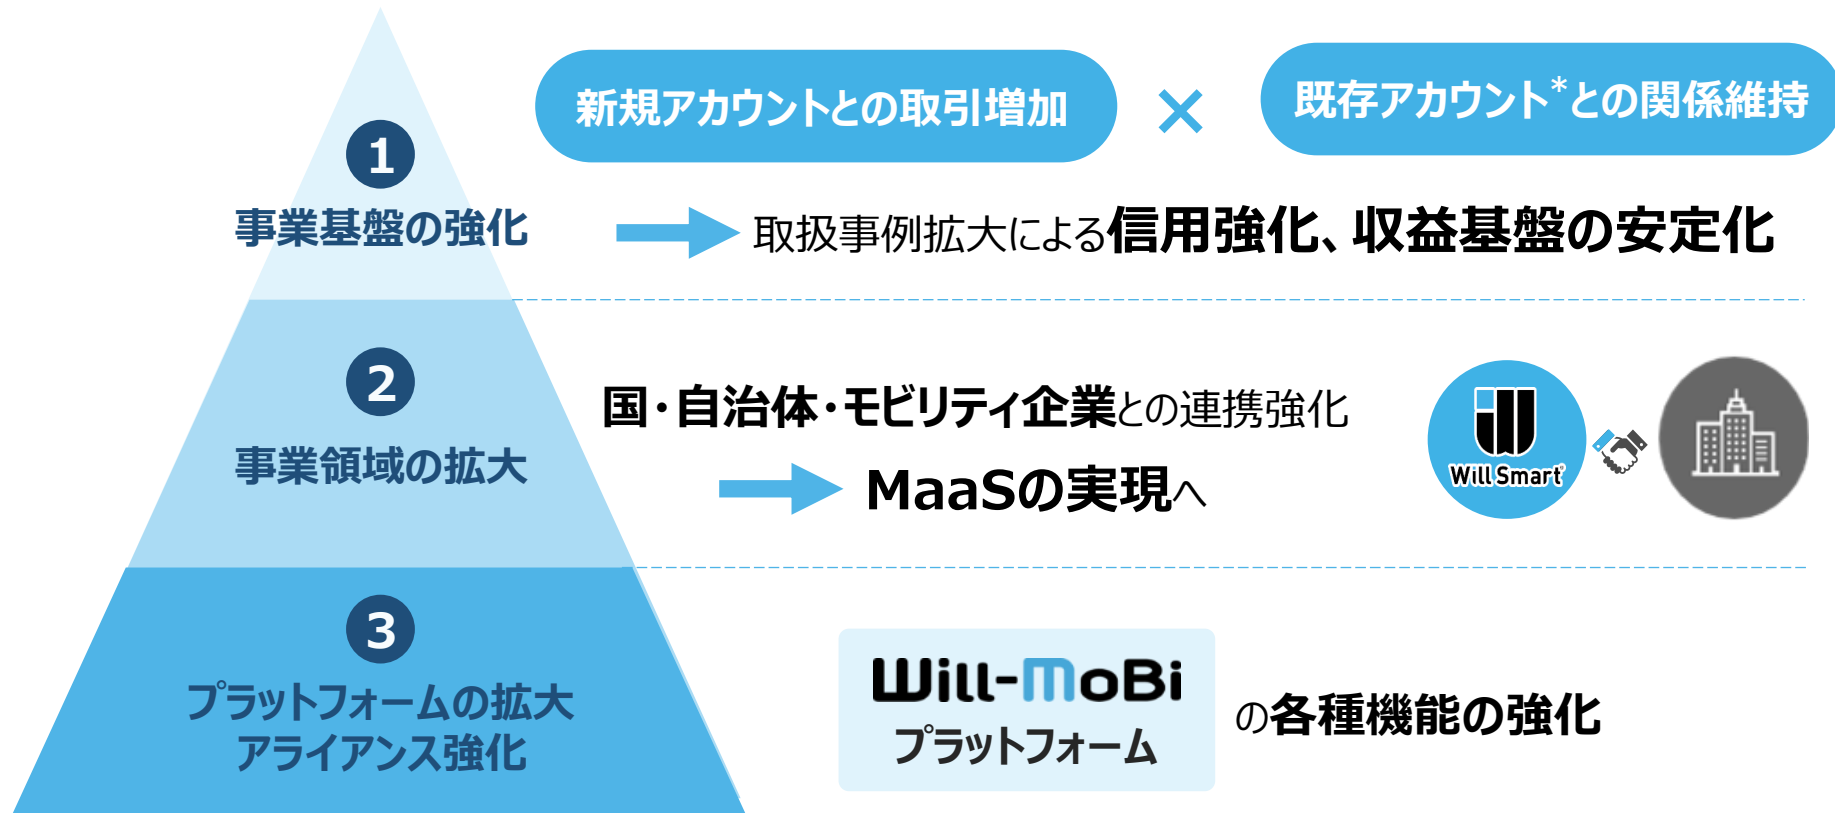 新規アカウントとの取引増加
×
既存アカウント*との関係維持
1
事業基盤の強化
取扱事例拡大による信用強化、収益基盤の安定化
2
事業領域の拡大
国・自治体・モビリティ企業との連携強化
MaaSの実現へ
Will Smart
3
プラットフォームの拡大
アライアンス強化
Will-MoBi
プラットフォーム
の各種機能の強化